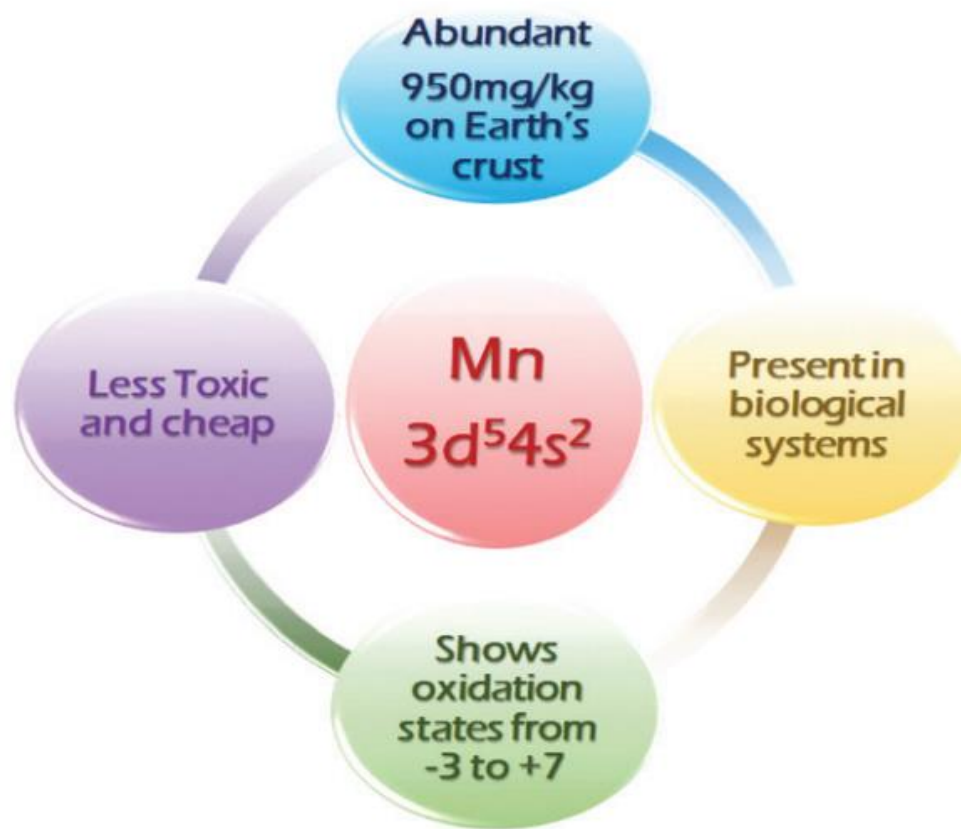 Abundant
950mg/kg
on Earth's
crust
Less Toxic
and cheap
Mn
3d⁵4s²
Present in
biological
systems
Shows
oxidation
states from
-3 to +7